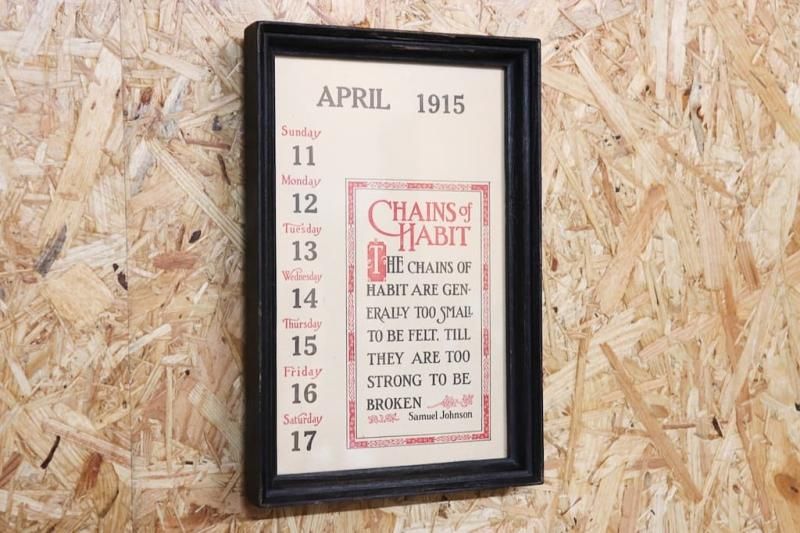 APRIL 1915
Sunday
11
Monday
12
Tuesday
13
Wednesday
14
Thursday
15
Friday
16
Saturday
17
CHAINS of
HABIT
THE CHAINS OF
HABIT ARE GEN-
ERALLY TOO SMALL
TO BE FELT, TILL
THEY ARE TOO
STRONG TO BE
BROKEN
Samuel Johnson